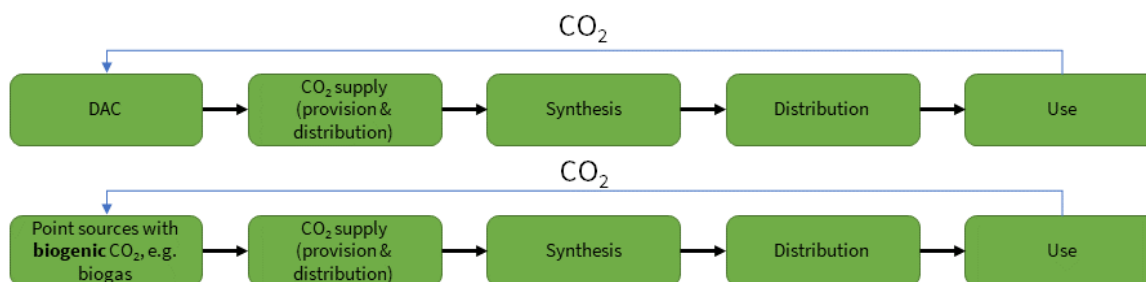 CO₂
DAC
CO₂ supply
(provision &
distribution)
Synthesis
Distribution
Use
CO₂
Point sources with
biogenic CO₂, e.g.
biogas
CO₂ supply
(provision &
distribution)
Synthesis
Distribution
Use